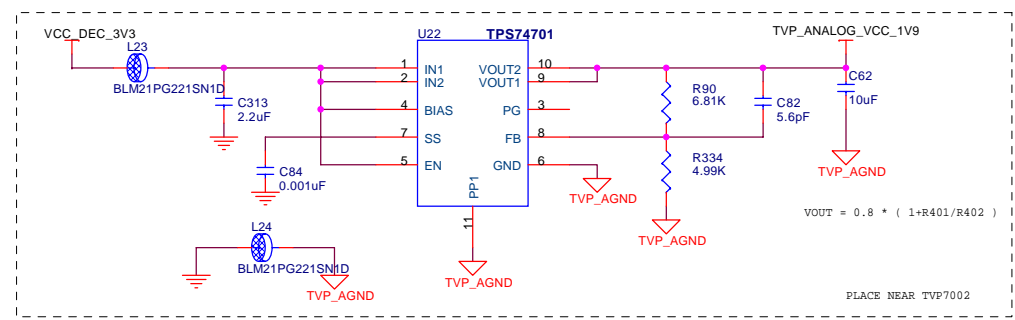 VCC_DEC_3V3
L23
BLM21PG221SN1D
C313
2.2uF
C84
0.001uF
U22
TPS74701
1
IN1
2
IN2
4
BIAS
7
SS
5
EN
VOUT2
10
VOUT1
9
PG
3
FB
8
GND
6
PP1
11
TVP_AGND
TVP_AGND
R90
6.81K
R334
4.99K
TVP_AGND
C82
5.6pF
TVP_ANALOG_VCC_1V9
C62
10uF
TVP_AGND
VOUT = 0.8 * ( 1+R401/R402 )
L24
BLM21PG221SN1D
TVP_AGND
PLACE NEAR TVP7002